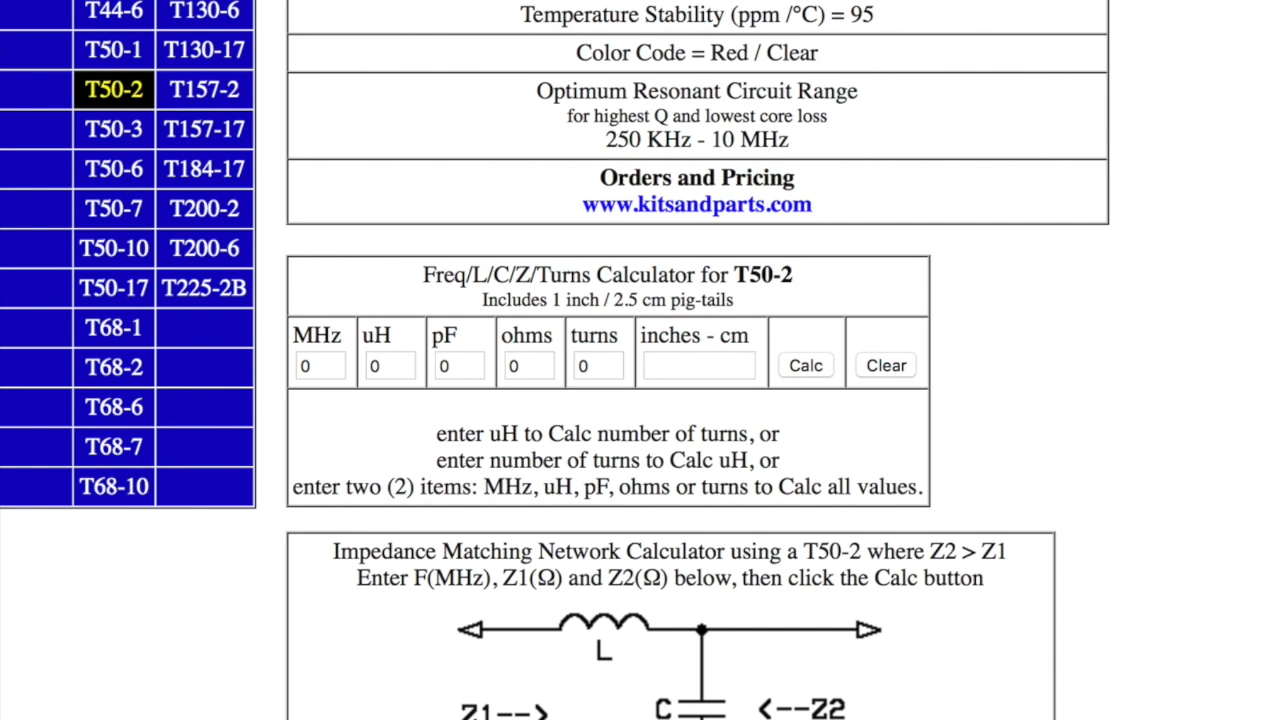 T44-6 T130-6
T50-1 T130-17
T50-2 T157-2
T50-3 T157-17
T50-6 T184-17
T50-7 T200-2
T50-10 T200-6
T50-17 T225-2B
T68-1
T68-2
T68-6
T68-7
T68-10
Temperature Stability (ppm /°C) = 95
Color Code = Red / Clear
Optimum Resonant Circuit Range
for highest Q and lowest core loss
250 KHz - 10 MHz
Orders and Pricing
www.kitsandparts.com
Freq/L/C/Z/Turns Calculator for T50-2
Includes 1 inch / 2.5 cm pig-tails
MHz uH pF ohms turns inches - cm
0 0 0 0 0 Calc Clear
enter uH to Calc number of turns, or
enter number of turns to Calc uH, or
enter two (2) items: MHz, uH, pF, ohms or turns to Calc all values.
Impedance Matching Network Calculator using a T50-2 where Z2 > Z1
Enter F(MHz), Z1(Ω) and Z2(Ω) below, then click the Calc button
L
Z1--> C <--Z2